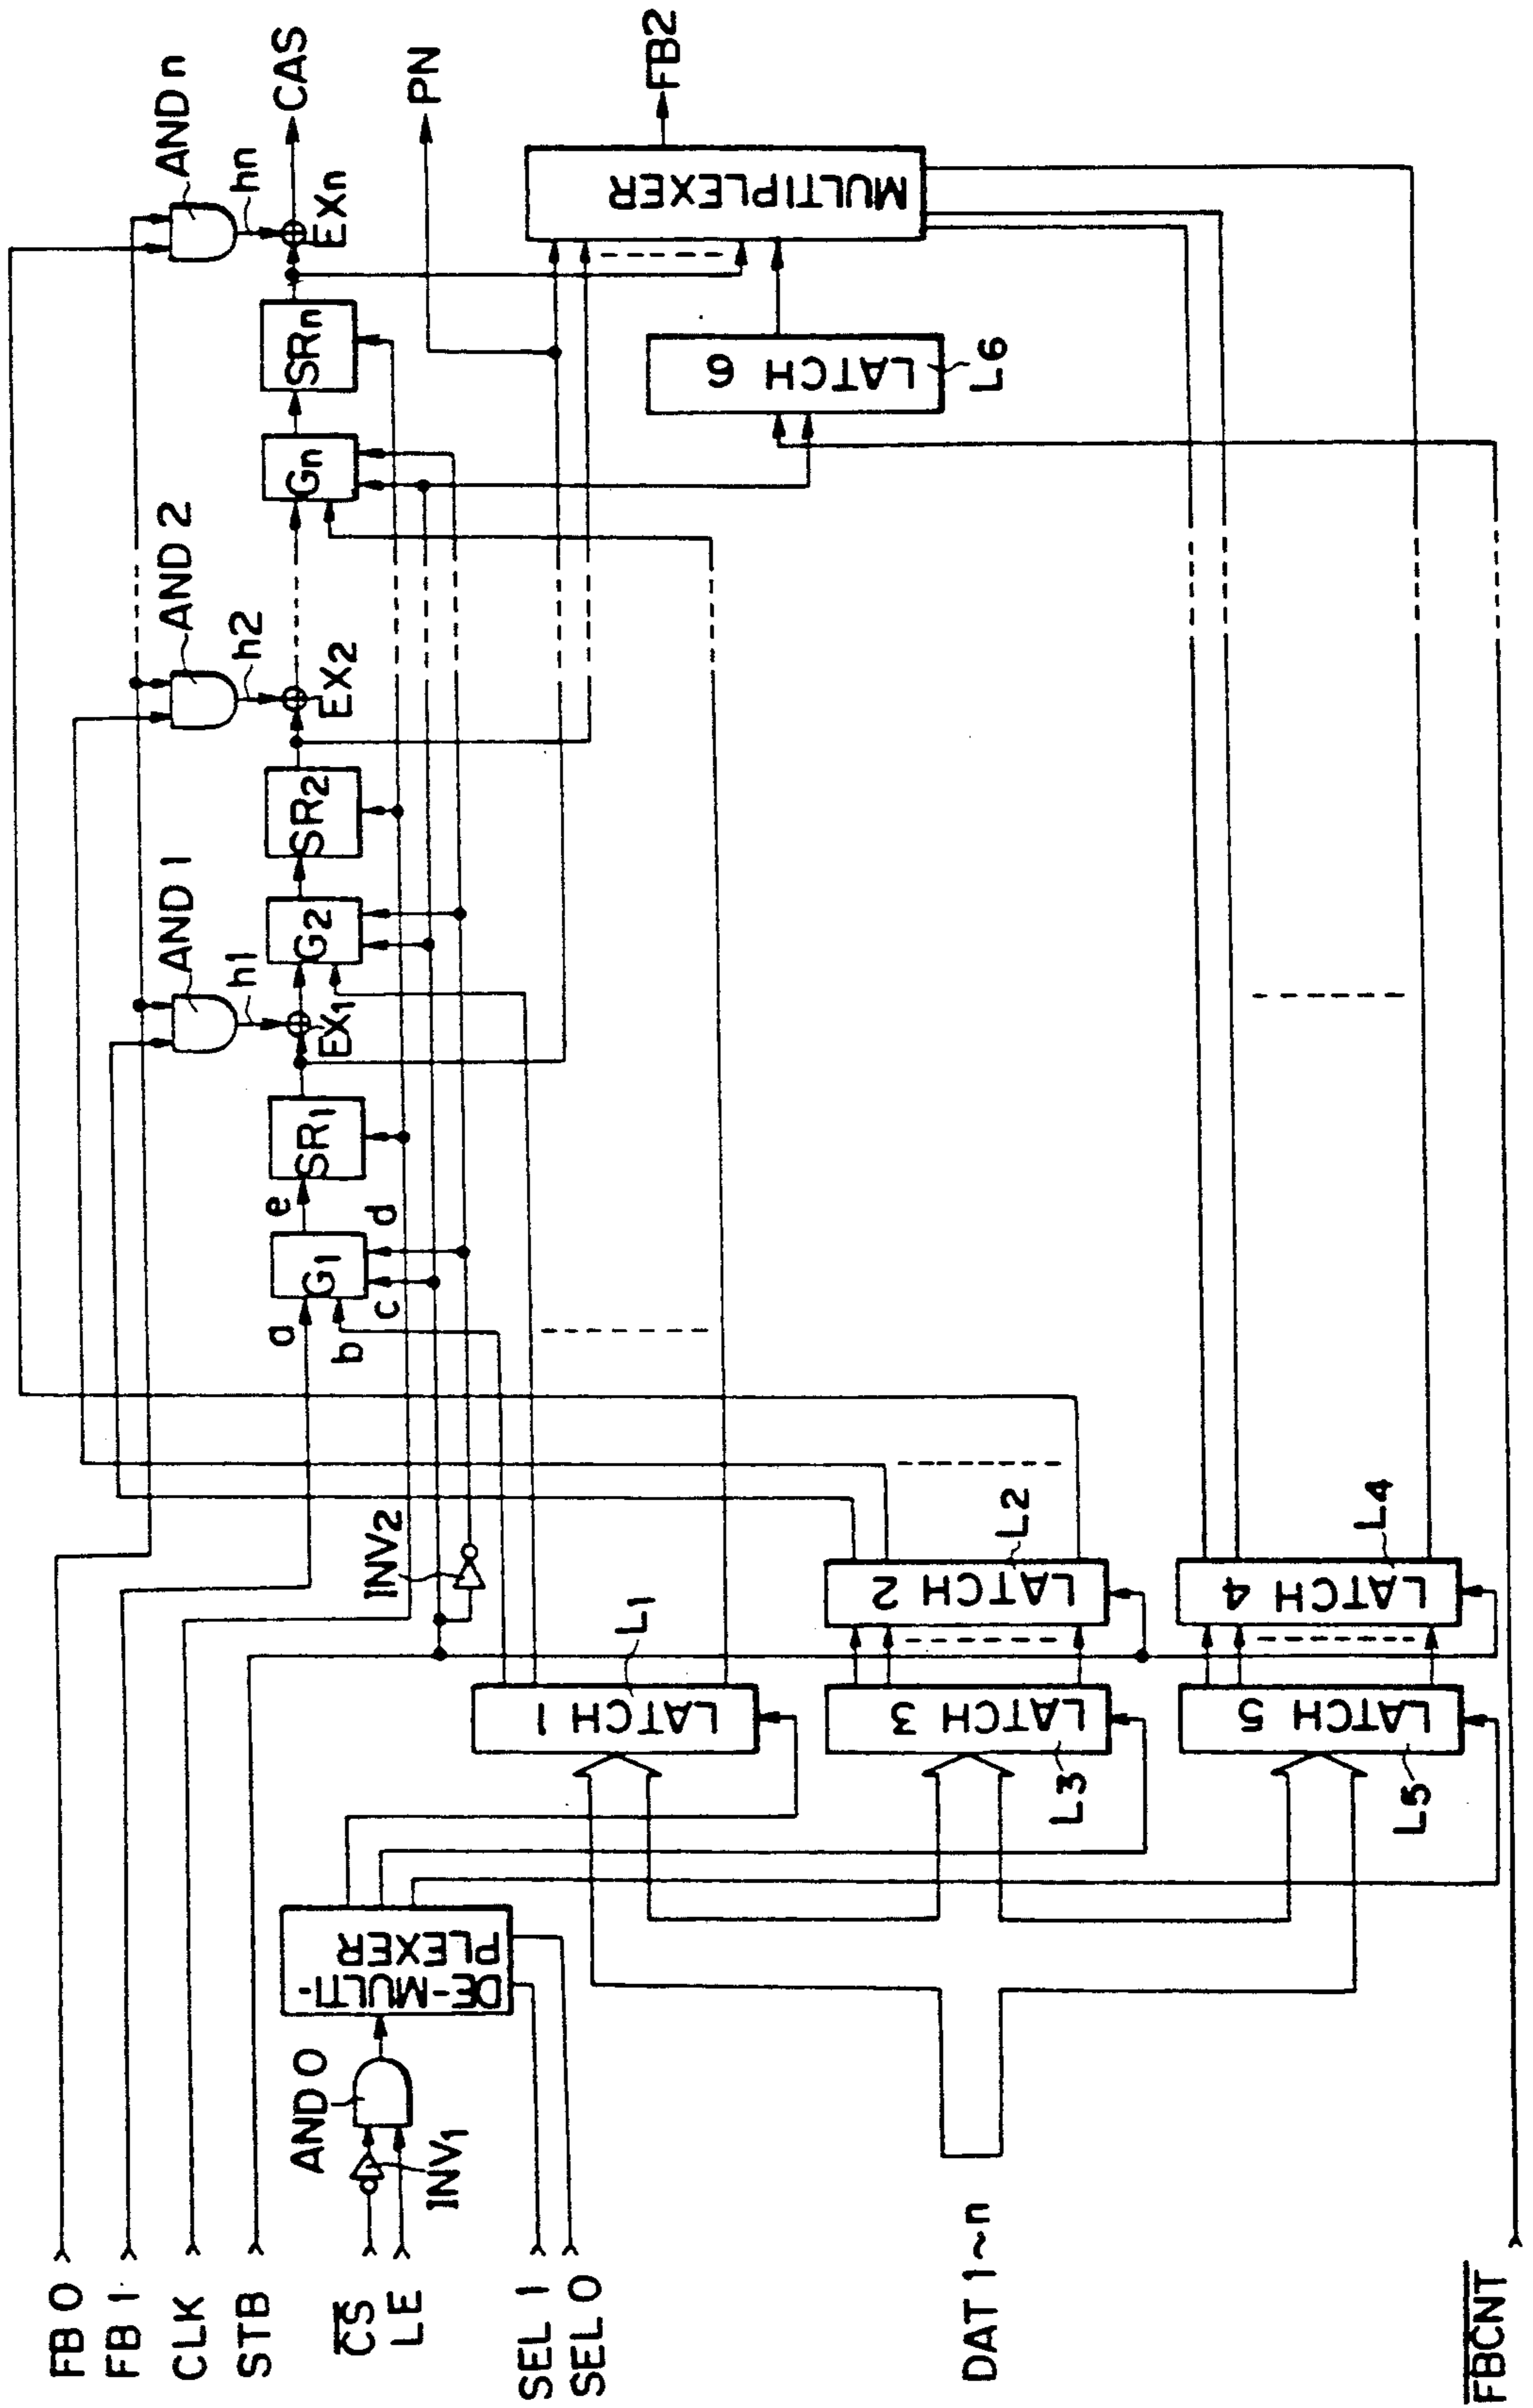 FB 0
FB 1
CLK
STB
CS
LE
SEL 1
SEL 0
DAT 1~n
FBCNT
AND 0
INV1
DE-MULTI-
PLEXER
LATCH 1
L1
LATCH 3
L3
LATCH 5
L5
LATCH 2
L2
LATCH 4
L4
INV2
a
b
c
d
e
G1
SR1
EX1
h1
AND 1
G2
SR2
EX2
h2
AND 2
Gn
SRn
EXn
hn
AND n
LATCH 6
L6
MULTIPLEXER
CAS
PN
FB2